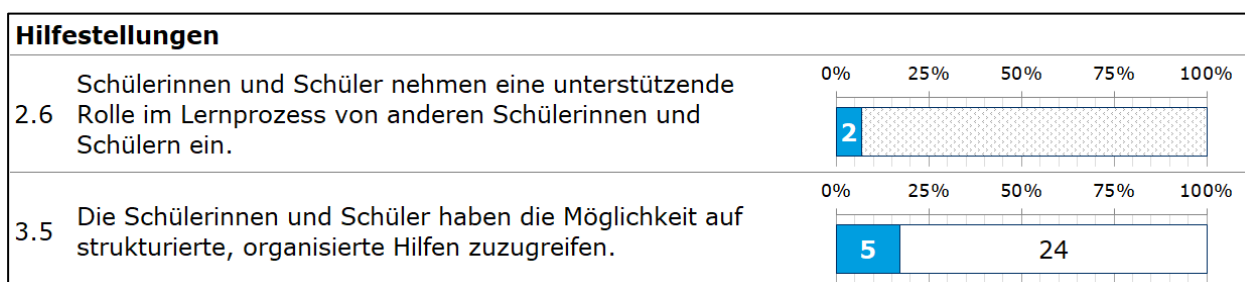 Hilfestellungen
2.6 Schülerinnen und Schüler nehmen eine unterstützende
Rolle im Lernprozess von anderen Schülerinnen und
Schülern ein.
0% 25% 50% 75% 100%
2
3.5 Die Schülerinnen und Schüler haben die Möglichkeit auf
strukturierte, organisierte Hilfen zuzugreifen.
0% 25% 50% 75% 100%
5 24